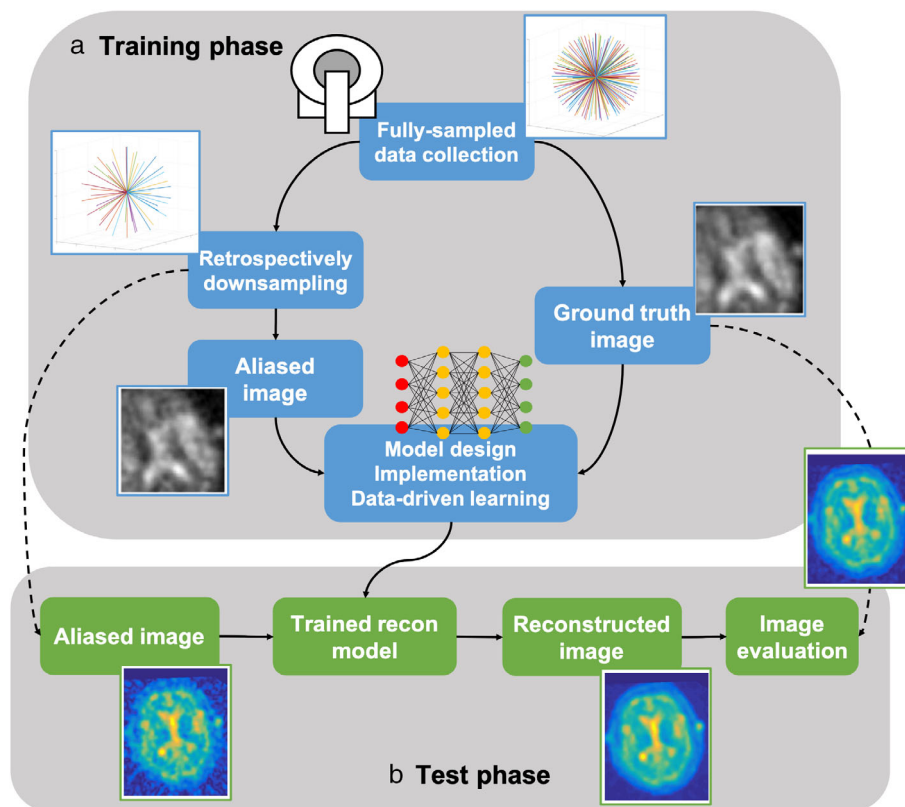 a Training phase
Fully-sampled
data collection
Retrospectively
downsampling
Ground truth
image
Aliased
image
Model design
Implementation
Data-driven learning
Aliased image
Trained recon
model
Reconstructed
image
Image
evaluation
b Test phase